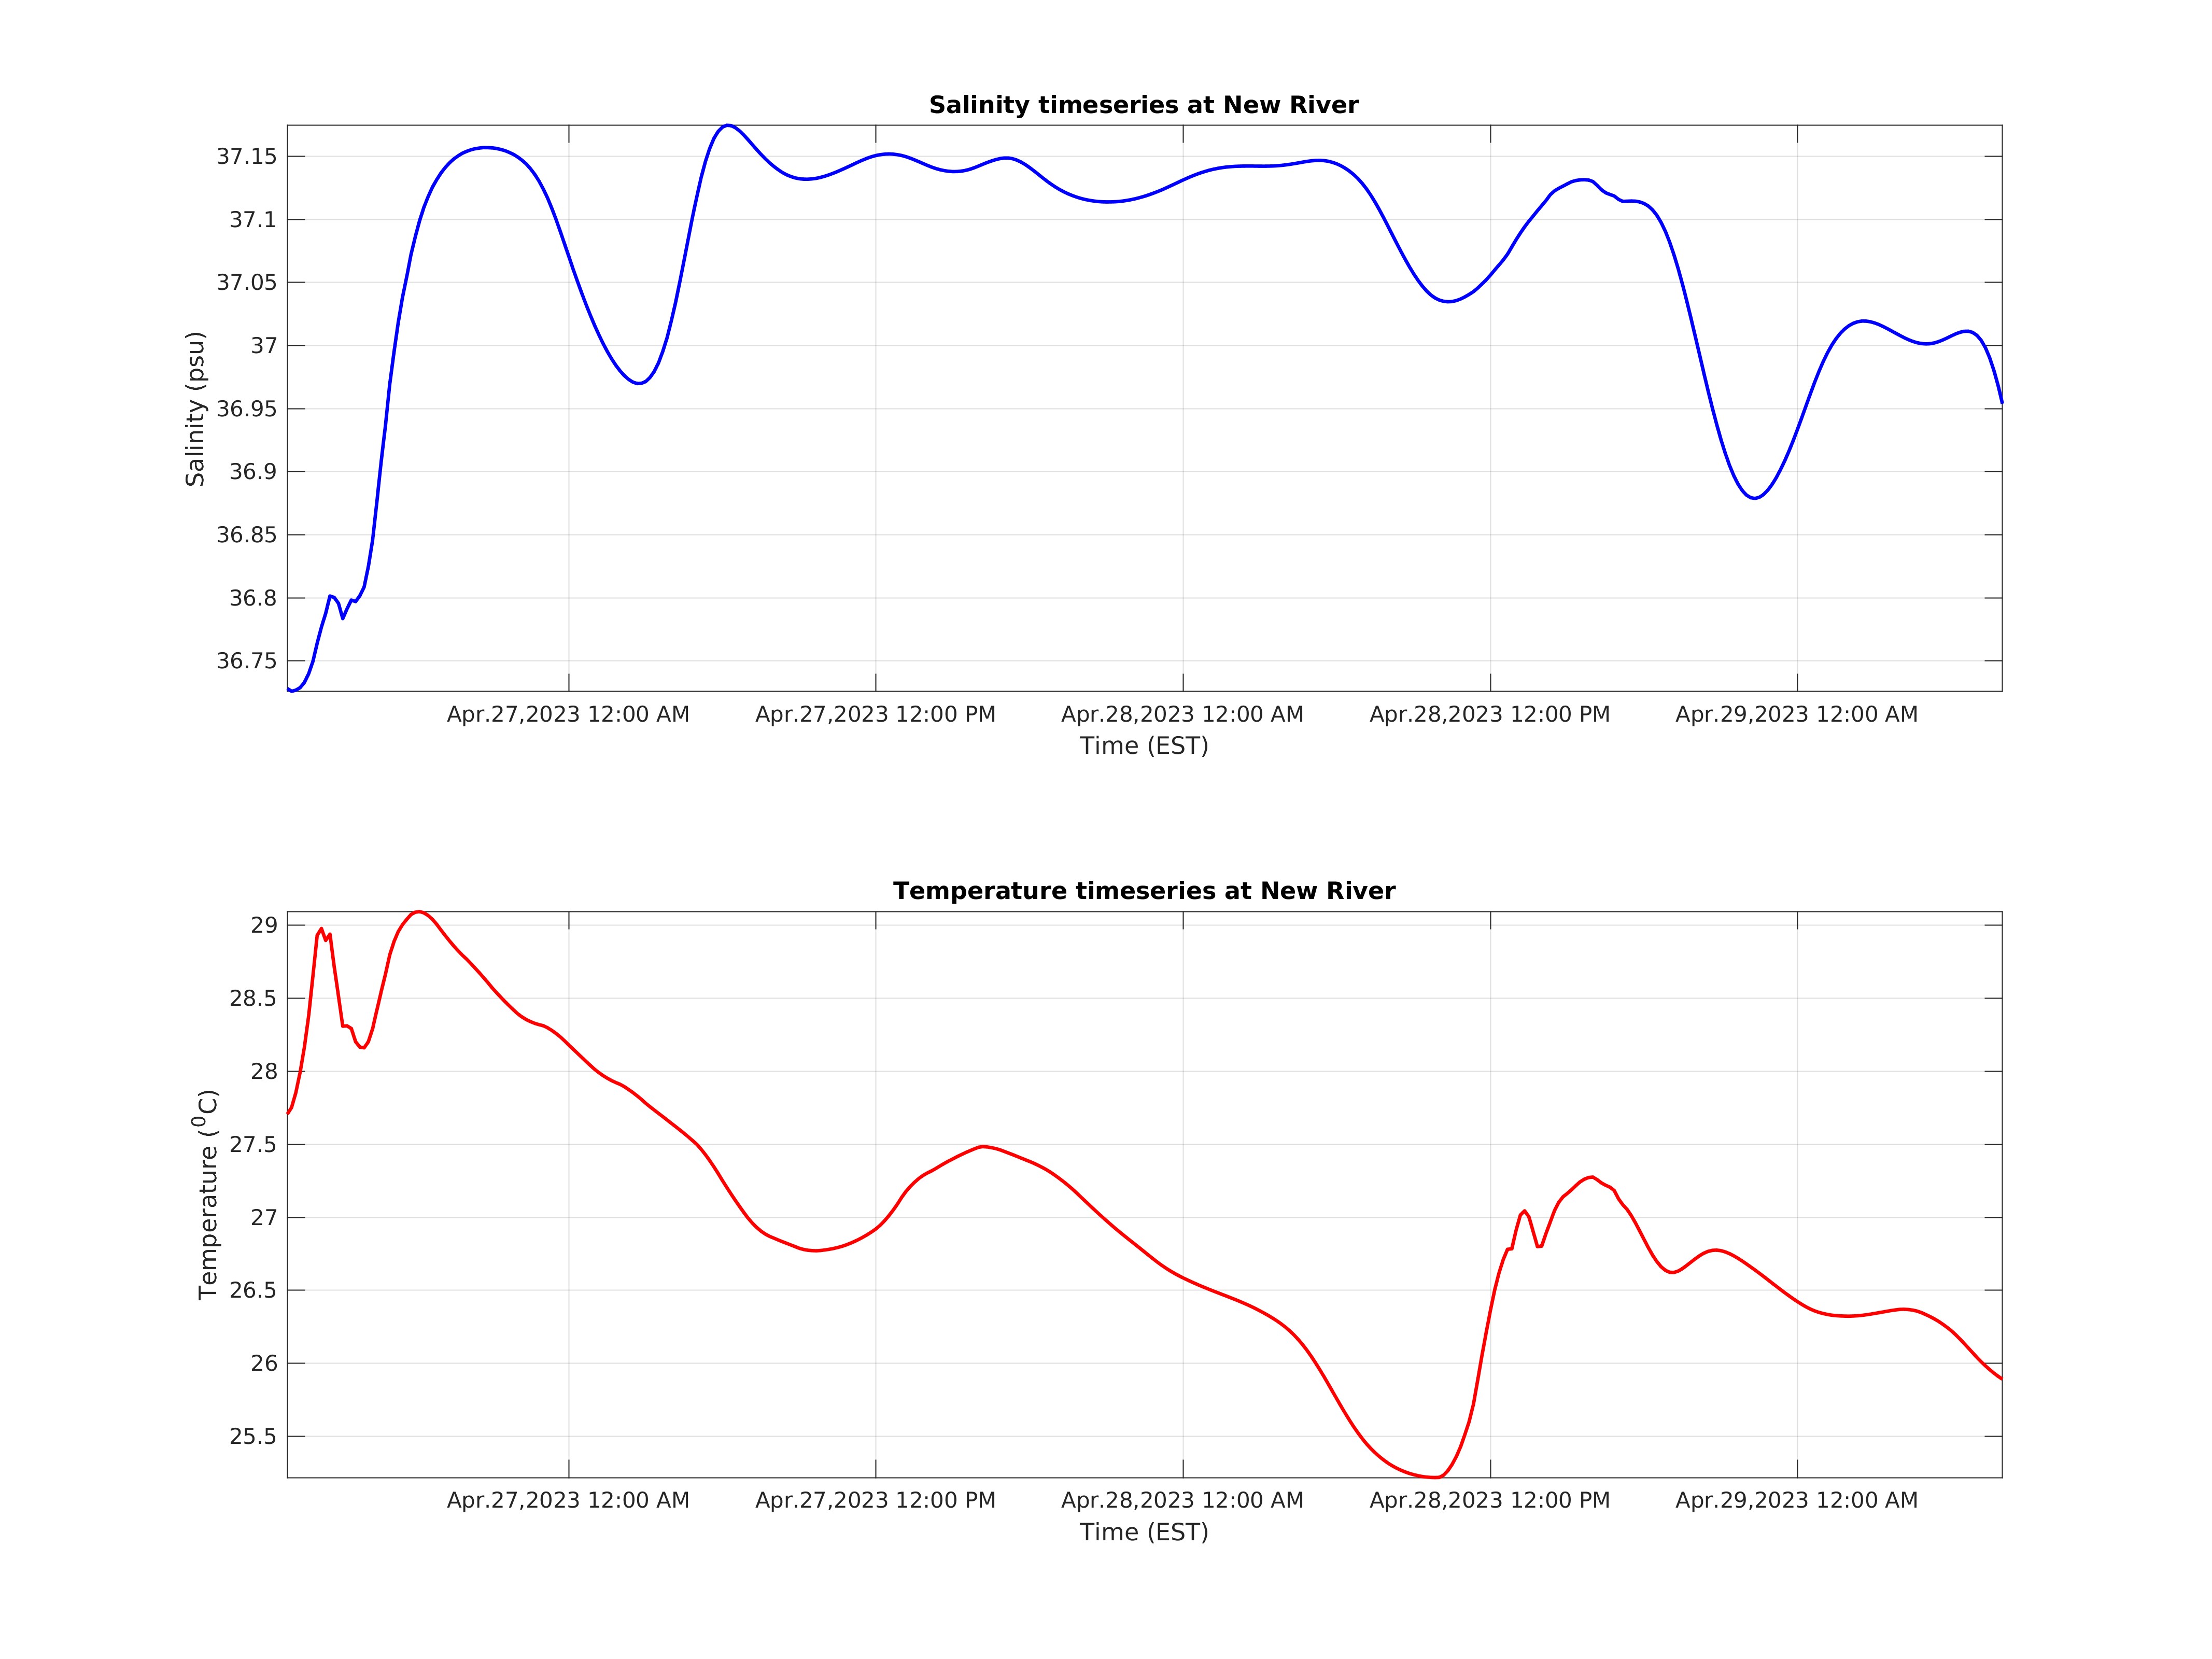 Salinity timeseries at New River
37.15
37.1
37.05
37
36.95
36.9
36.85
36.8
36.75
Salinity (psu)
Apr.27,2023 12:00 AM Apr.27,2023 12:00 PM Apr.28,2023 12:00 AM Apr.28,2023 12:00 PM Apr.29,2023 12:00 AM
Time (EST)
Temperature timeseries at New River
29
28.5
28
27.5
27
26.5
26
25.5
Temperature (⁰C)
Apr.27,2023 12:00 AM Apr.27,2023 12:00 PM Apr.28,2023 12:00 AM Apr.28,2023 12:00 PM Apr.29,2023 12:00 AM
Time (EST)